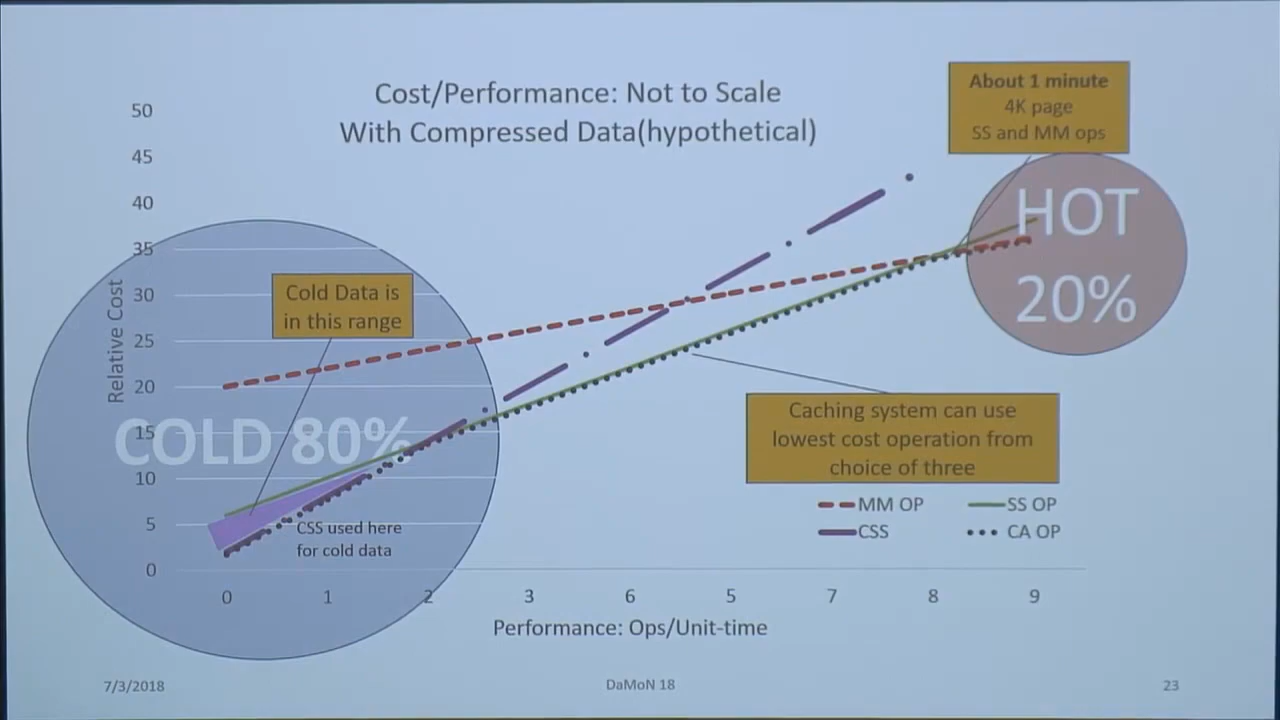 Cost/Performance: Not to Scale
With Compressed Data(hypothetical)
About 1 minute
4K page
SS and MM ops
HOT
20%
50
45
40
35
30
25
20
15
10
5
0
Relative Cost
Cold Data is
in this range
COLD 80%
CSS used here
for cold data
Caching system can use
lowest cost operation from
choice of three
MM OP
SS OP
CSS
CA OP
0 1 2 3 6 5 7 8 9
Performance: Ops/Unit-time
7/3/2018
DaMoN 18
23